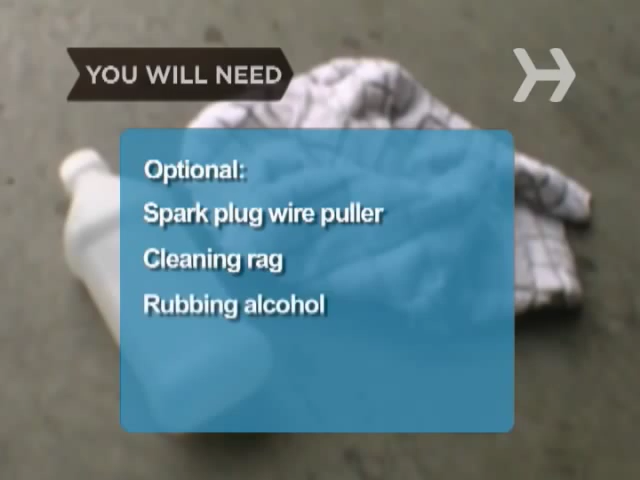 YOU WILL NEED
Optional:
Spark plug wire puller
Cleaning rag
Rubbing alcohol